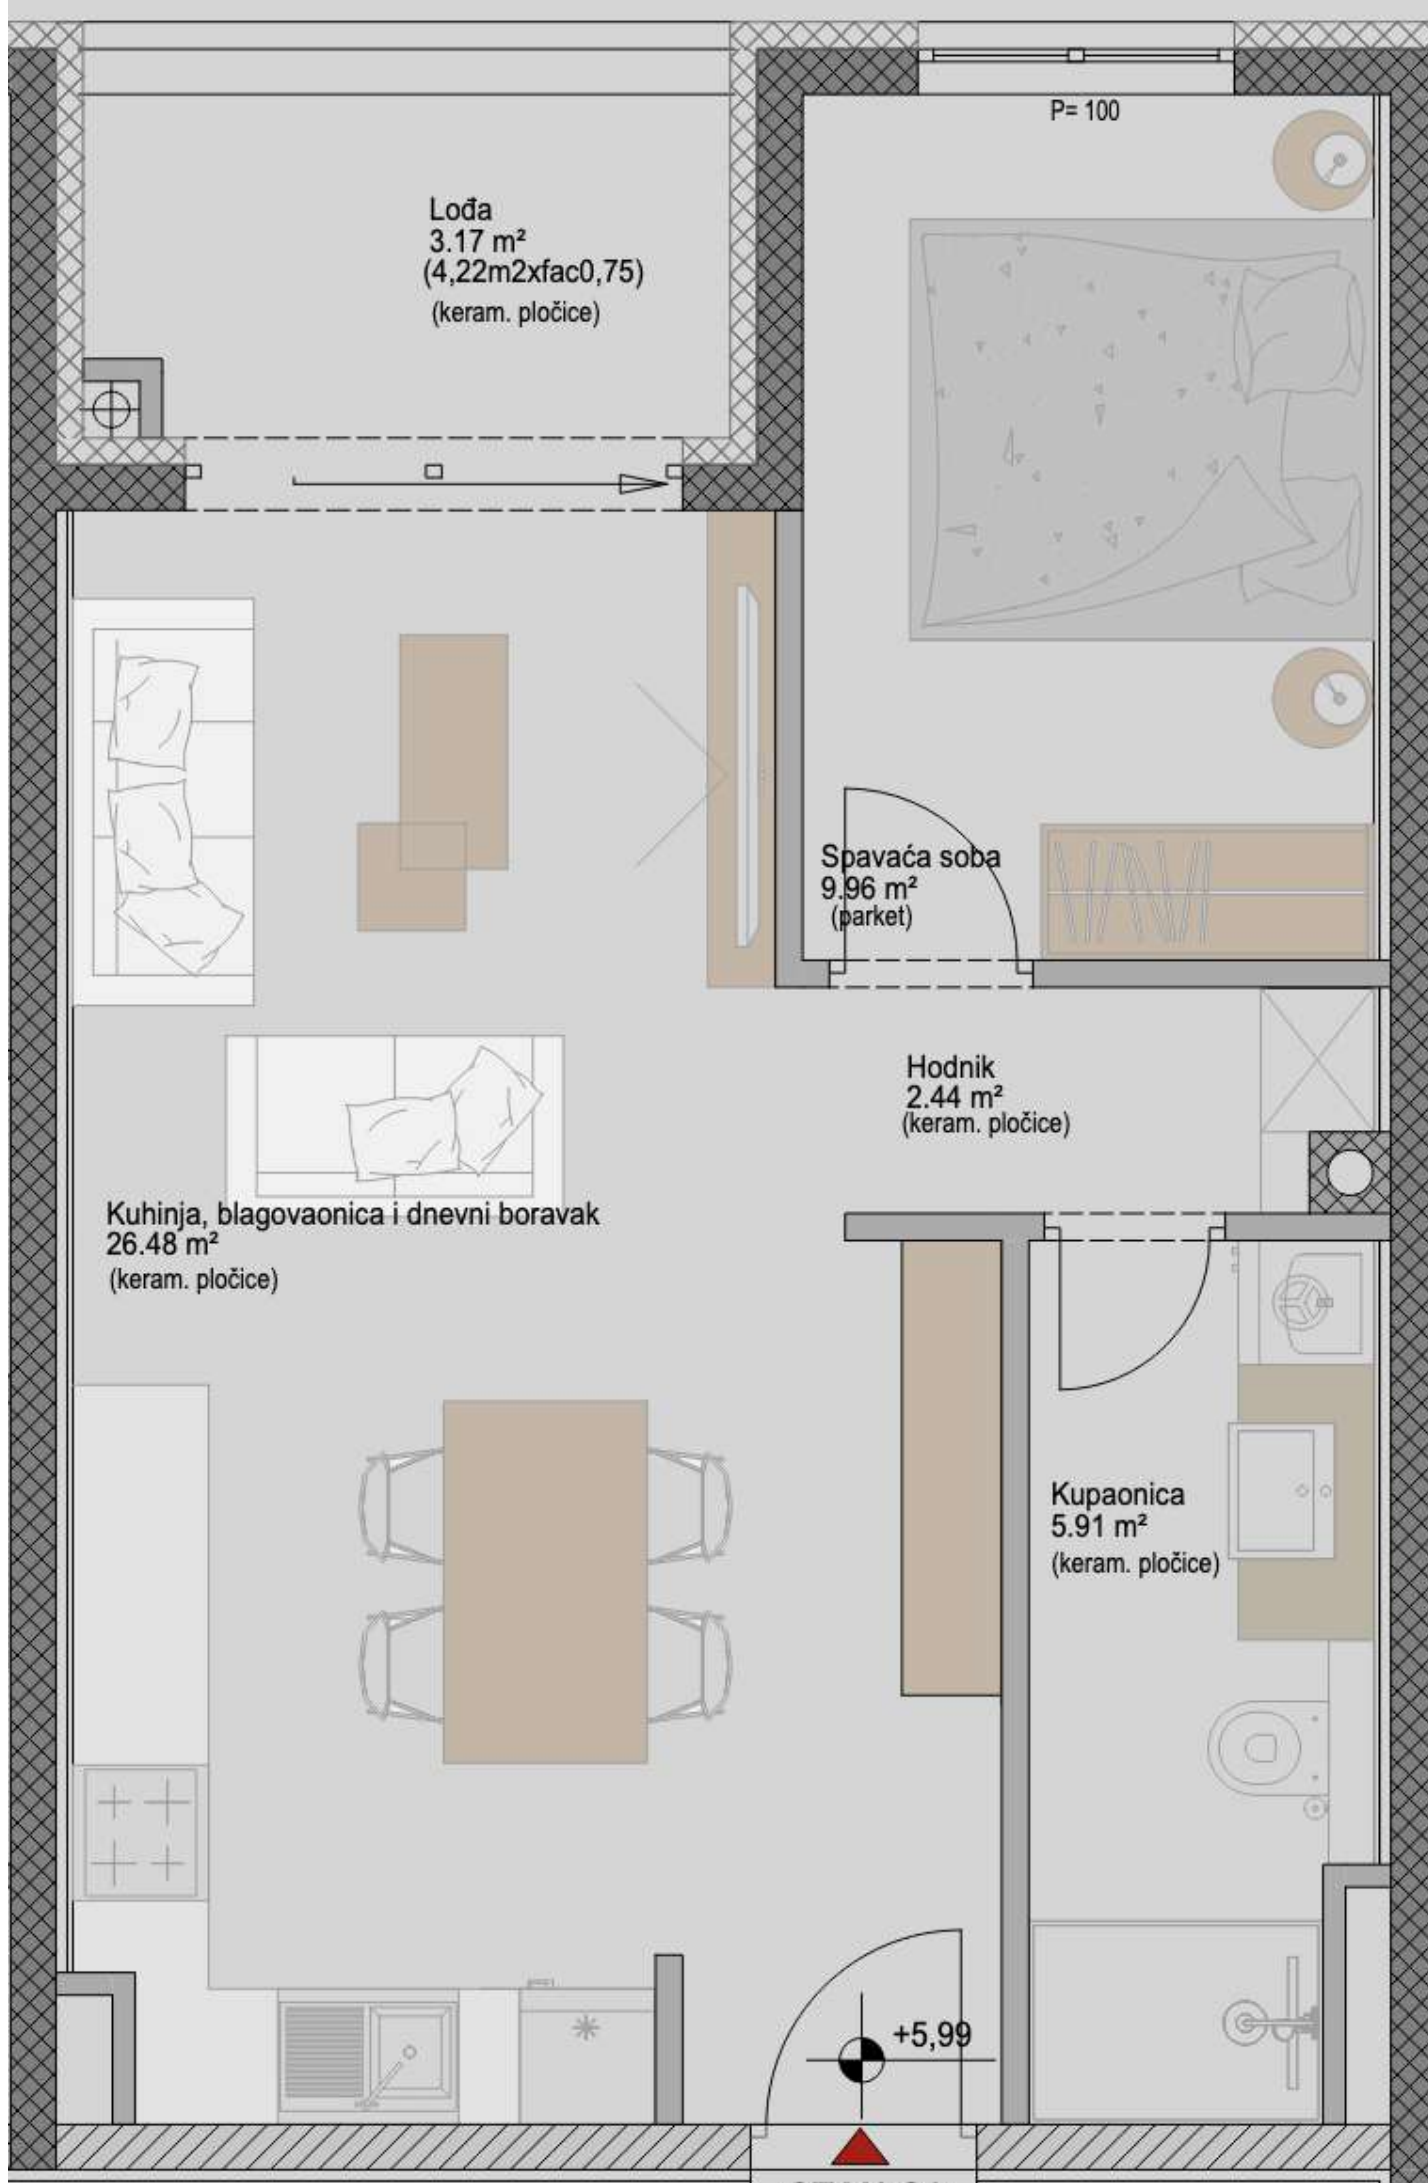 P= 100
Lođa
3.17 m²
(4,22m2xfac0,75)
(keram. pločice)
Spavaća soba
9.96 m²
(parket)
Hodnik
2.44 m²
(keram. pločice)
Kuhinja, blagovaonica i dnevni boravak
26.48 m²
(keram. pločice)
Kupaonica
5.91 m²
(keram. pločice)
+5,99